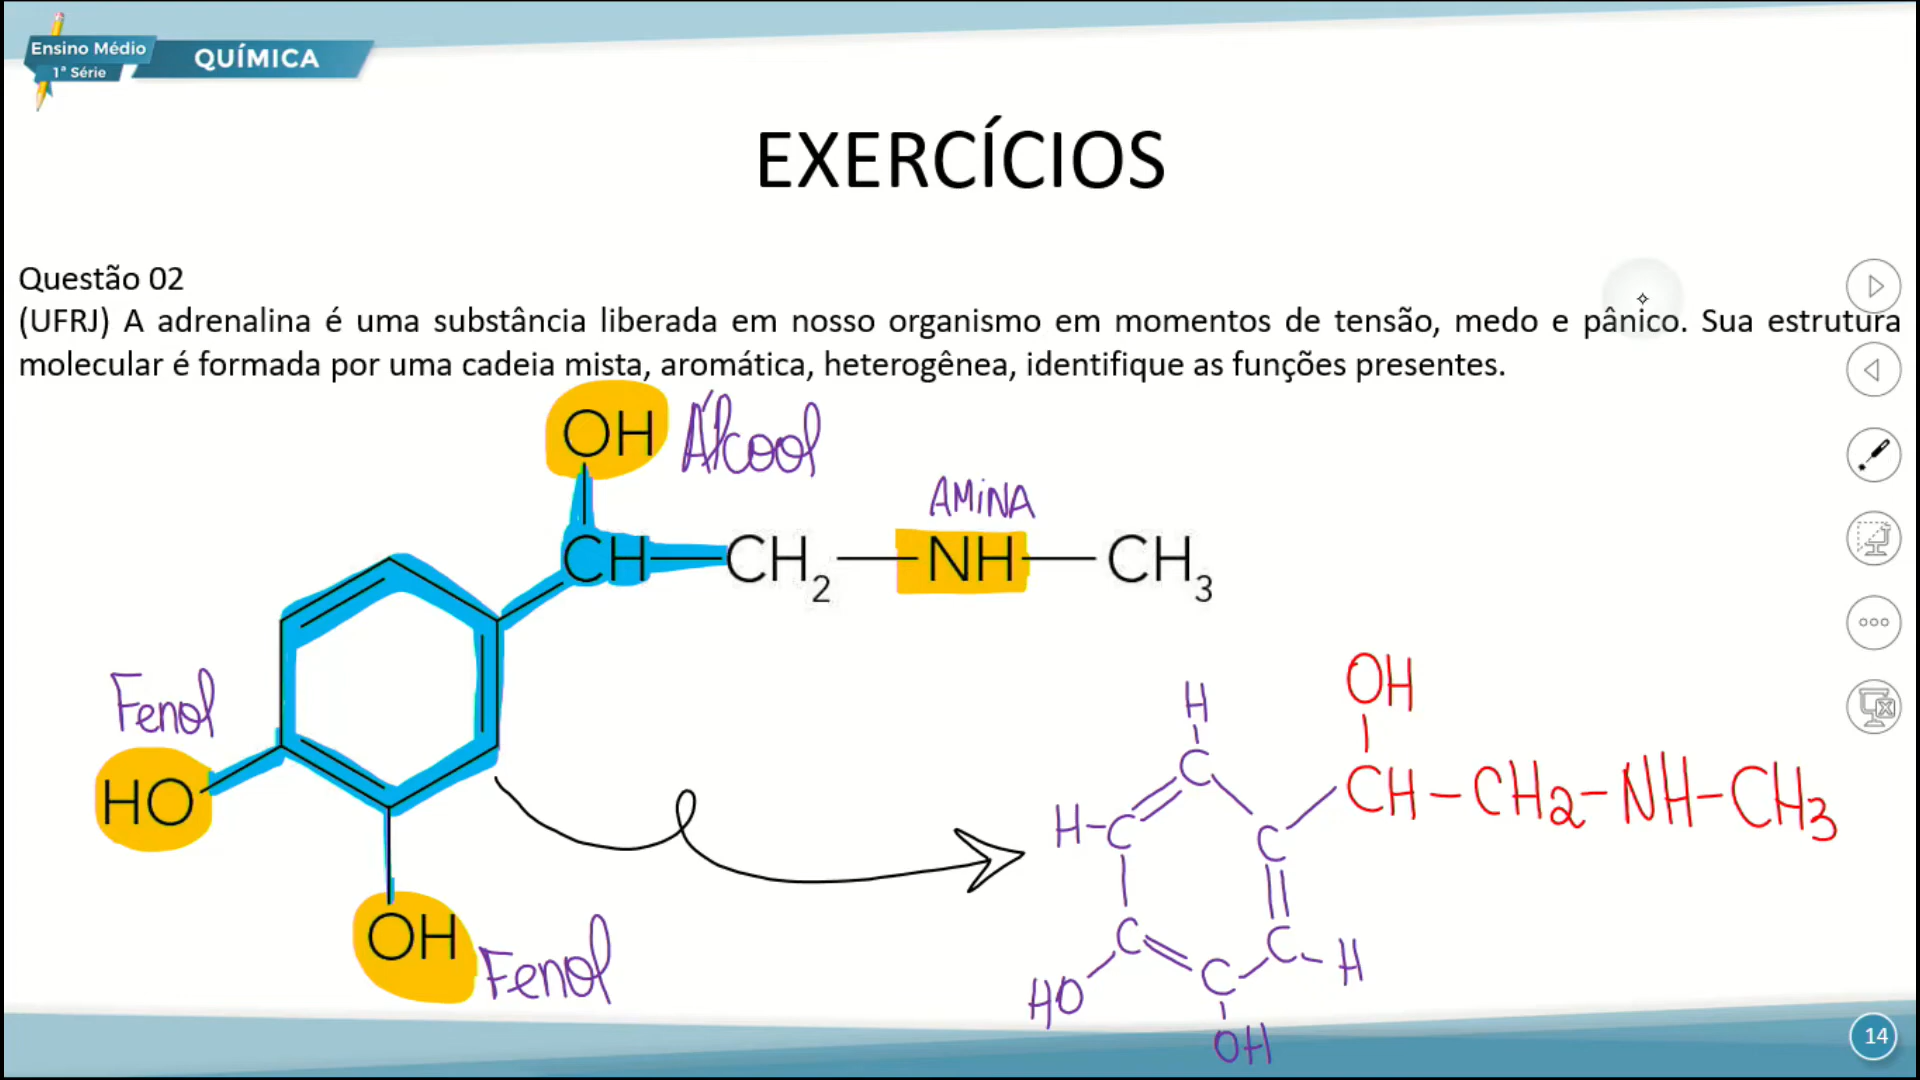 Ensino Médio
1ª Série
QUÍMICA
EXERCÍCIOS
Questão 02
(UFRJ) A adrenalina é uma substância liberada em nosso organismo em momentos de tensão, medo e pânico. Sua estrutura
molecular é formada por uma cadeia mista, aromática, heterogênea, identifique as funções presentes.
OH Álcool
AMiNA
CH CH₂ NH CH₃
Fenol
HO
OH Fenol
OH
H
CH-CH₂-NH-CH₃
C
H-C
C
C
C-H
C
HO
OH
14